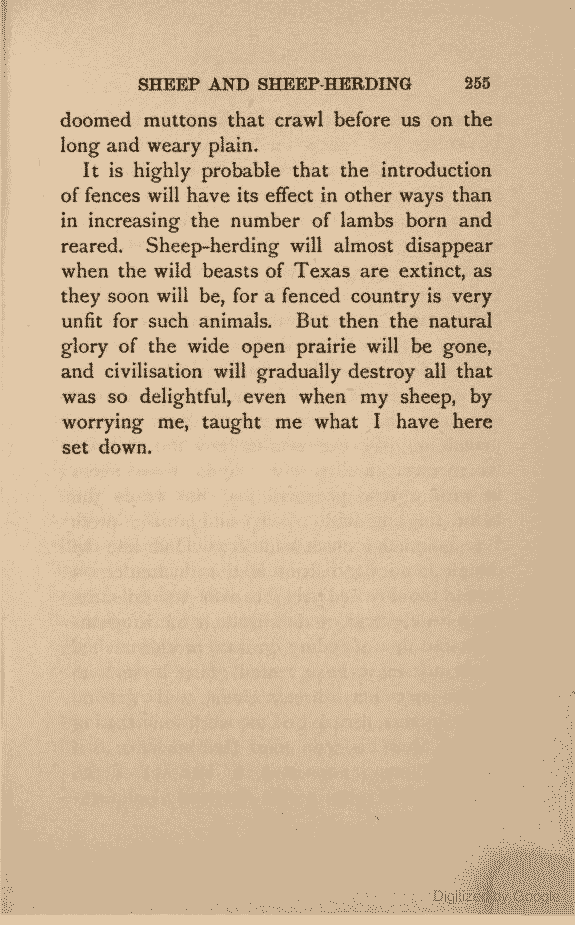 SHEEP AND SHEEP-HERDING 255
doomed muttons that crawl before us on the
long and weary plain.
It is highly probable that the introduction
of fences will have its effect in other ways than
in increasing the number of lambs born and
reared. Sheep-herding will almost disappear
when the wild beasts of Texas are extinct, as
they soon will be, for a fenced country is very
unfit for such animals. But then the natural
glory of the wide open prairie will be gone,
and civilisation will gradually destroy all that
was so delightful, even when my sheep, by
worrying me, taught me what I have here
set down.
Digitized by Google